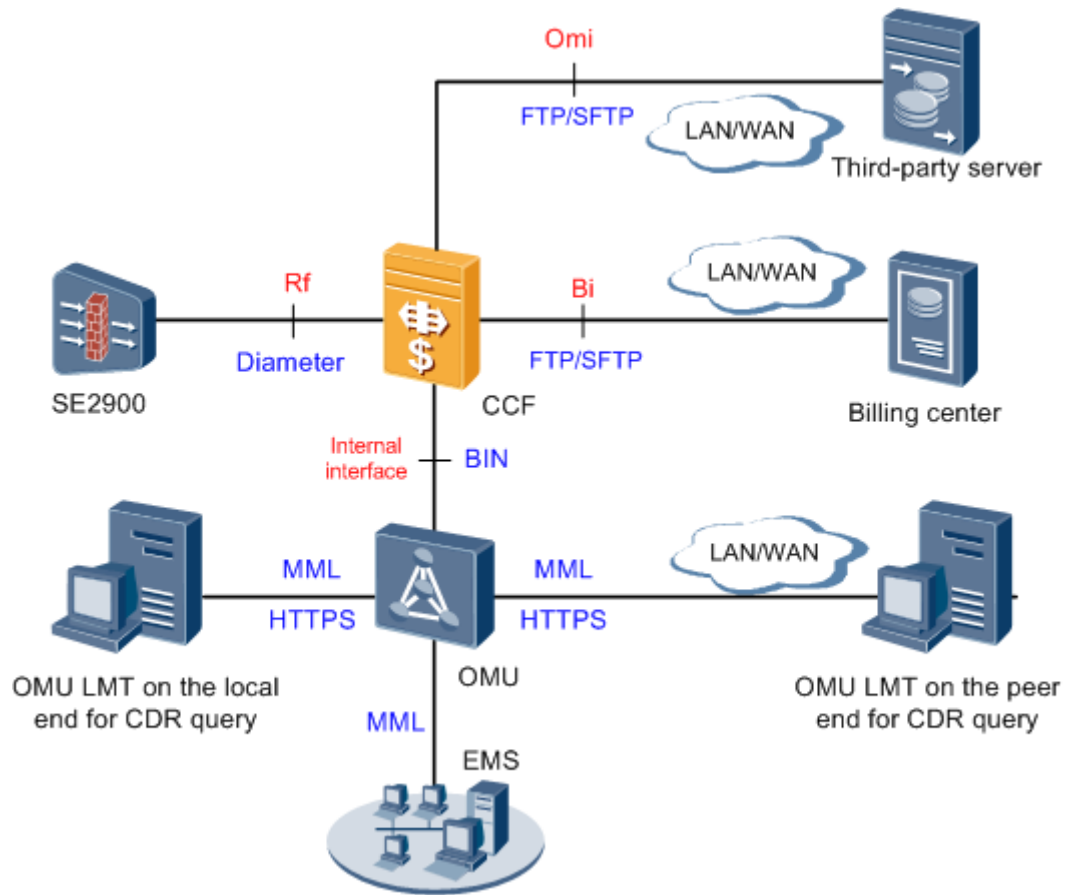 Omi
FTP/SFTP
LAN/WAN
Third-party server
Rf
Diameter
SE2900
CCF
Bi
FTP/SFTP
LAN/WAN
Billing center
Internal
interface
BIN
MML
HTTPS
OMU
MML
HTTPS
LAN/WAN
OMU LMT on the local
end for CDR query
OMU LMT on the peer
end for CDR query
MML
EMS
$